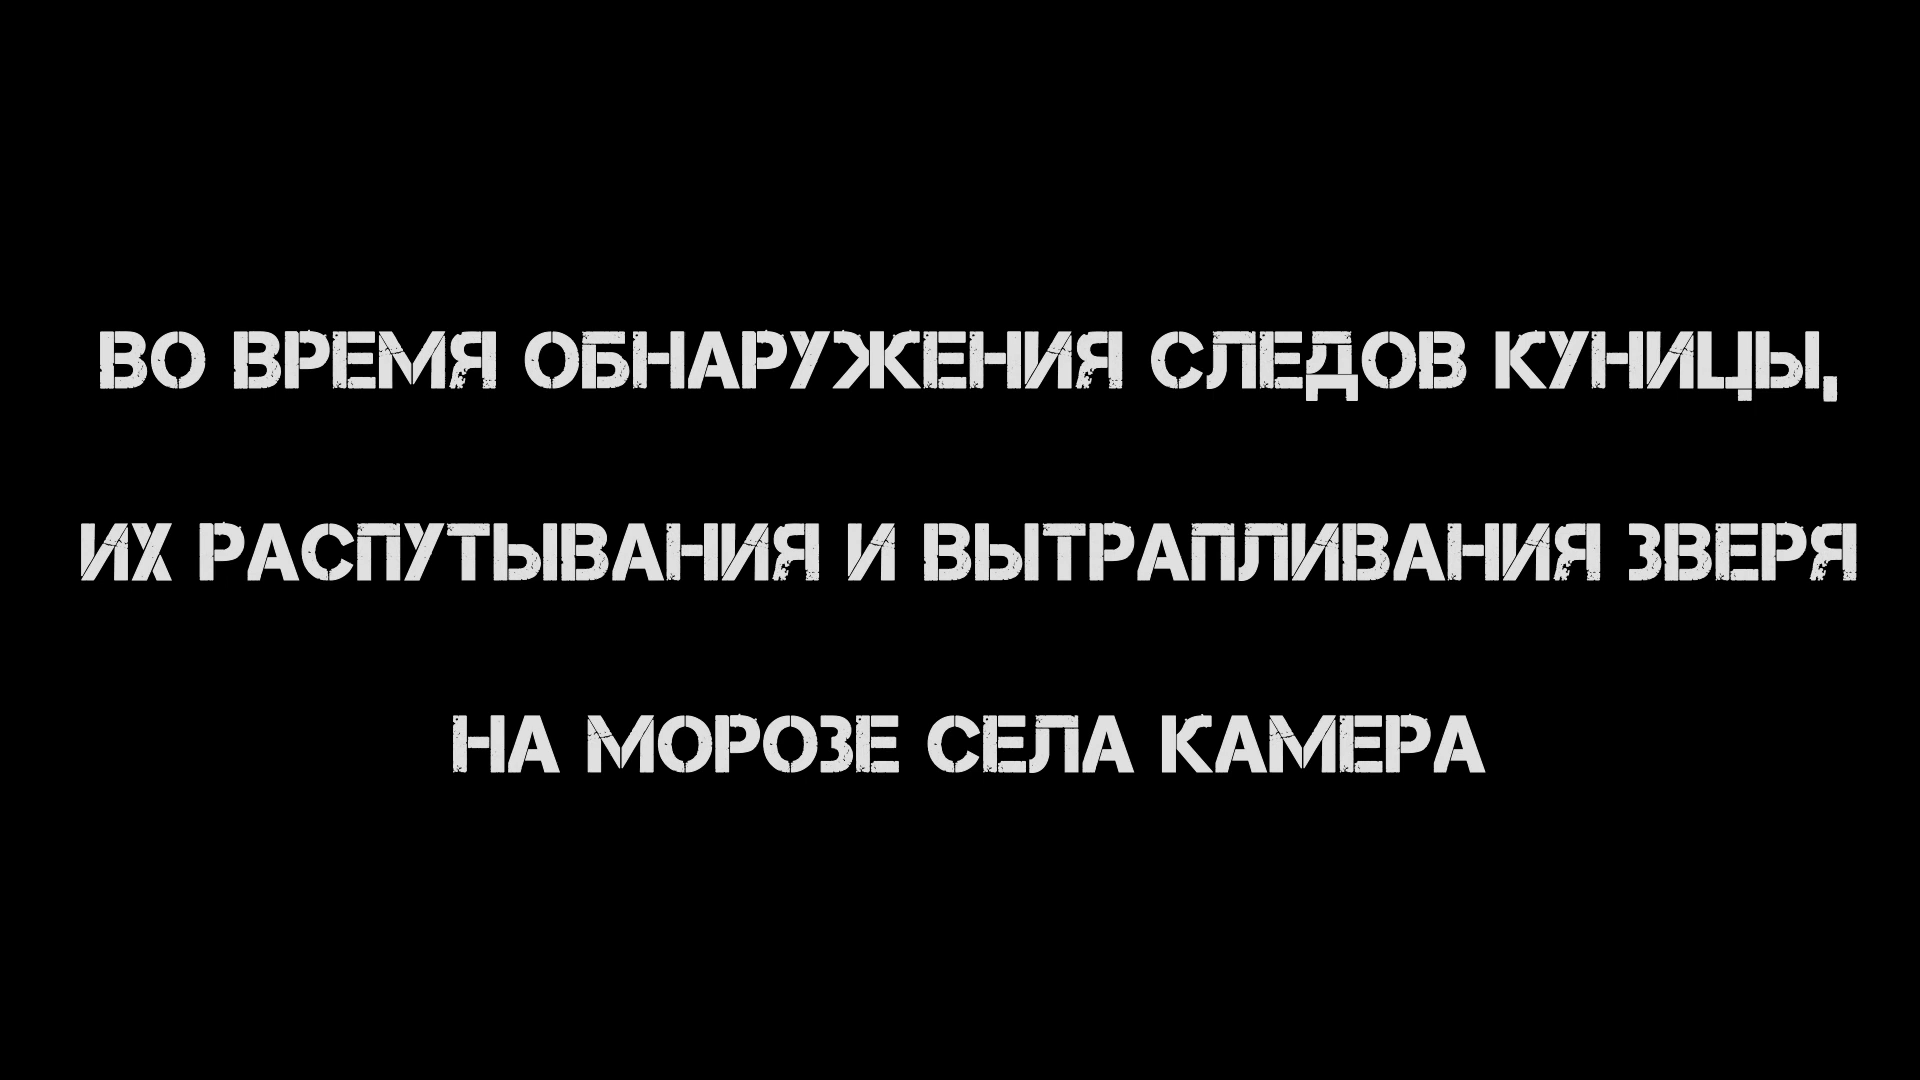 ВО ВРЕМЯ ОБНАРУЖЕНИЯ СЛЕДОВ КУНИЦЫ,
ИХ РАСПУТЫВАНИЯ И ВЫТРАПЛИВАНИЯ ЗВЕРЯ
НА МОРОЗЕ СЕЛА КАМЕРА